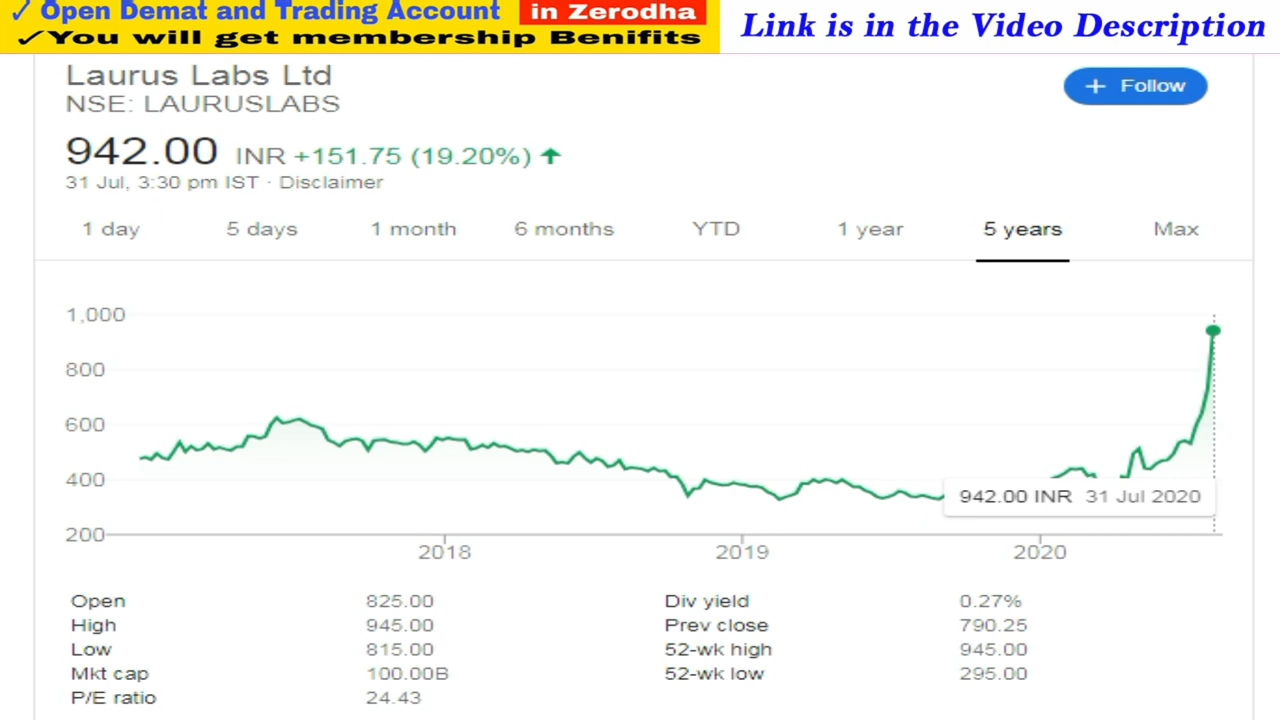 ✓ Open Demat and Trading Account in Zerodha
✓You will get membership Benifits
Link is in the Video Description
Laurus Labs Ltd
NSE: LAURUSLABS
+ Follow
942.00 INR +151.75 (19.20%) ↑
31 Jul, 3:30 pm IST · Disclaimer
1 day 5 days 1 month 6 months YTD 1 year 5 years Max
1,000
800
600
400
942.00 INR 31 Jul 2020
200
2018 2019 2020
Open 825.00 Div yield 0.27%
High 945.00 Prev close 790.25
Low 815.00 52-wk high 945.00
Mkt cap 100.00B 52-wk low 295.00
P/E ratio 24.43